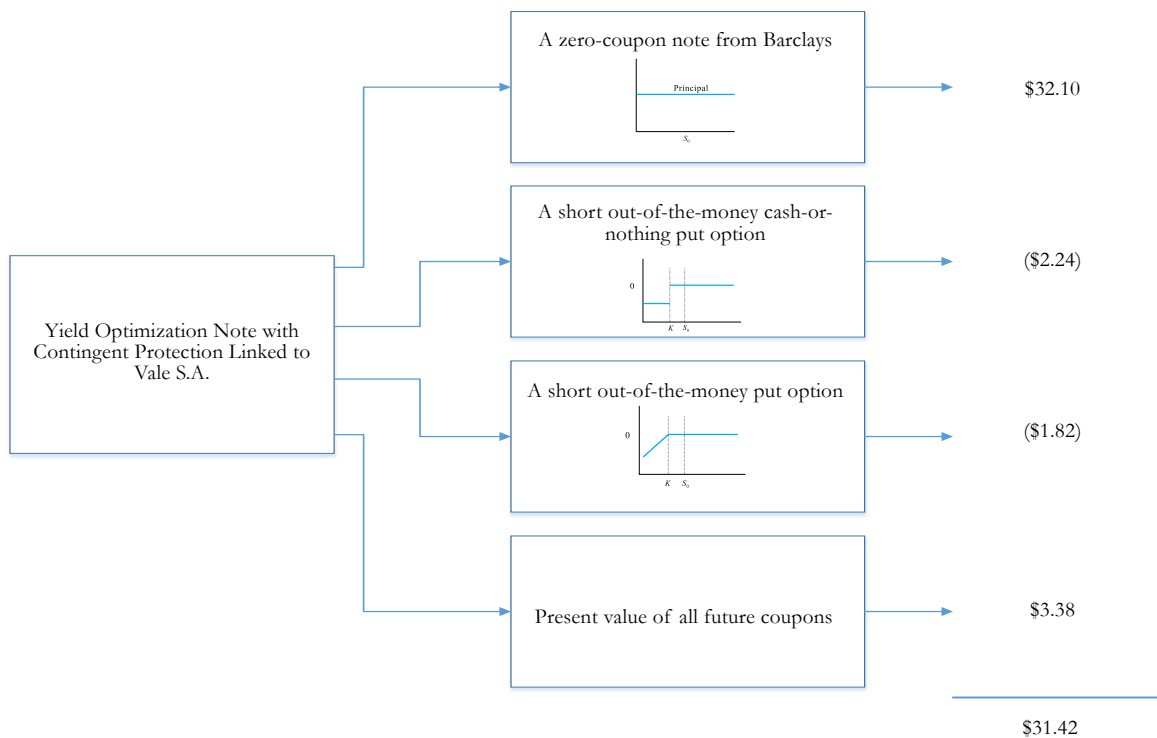 A zero-coupon note from Barclays
Principal
S₀
$32.10
A short out-of-the-money cash-or-
nothing put option
0
K S₀
($2.24)
Yield Optimization Note with
Contingent Protection Linked to
Vale S.A.
A short out-of-the-money put option
0
K S₀
($1.82)
Present value of all future coupons
$3.38
$31.42